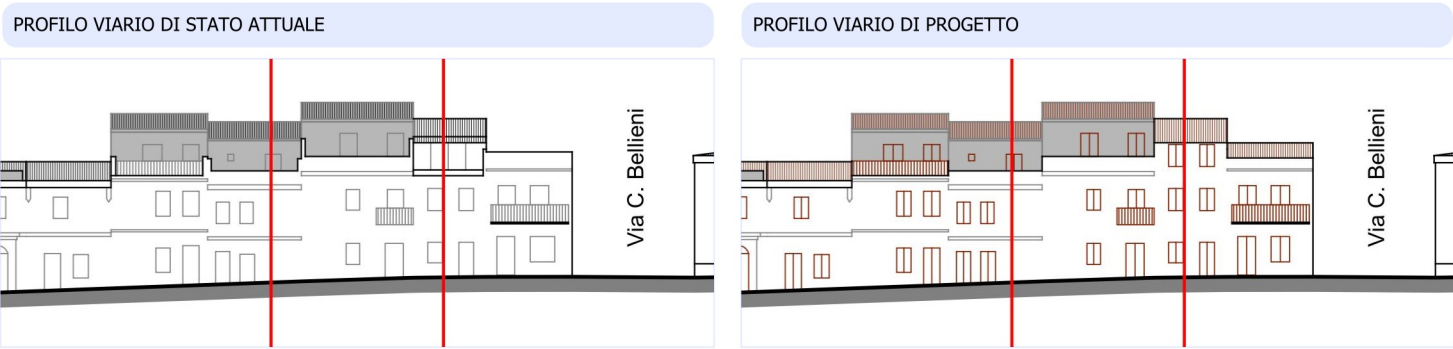 PROFILO VIARIO DI STATO ATTUALE
Via C. Bellieni
PROFILO VIARIO DI PROGETTO
Via C. Bellieni